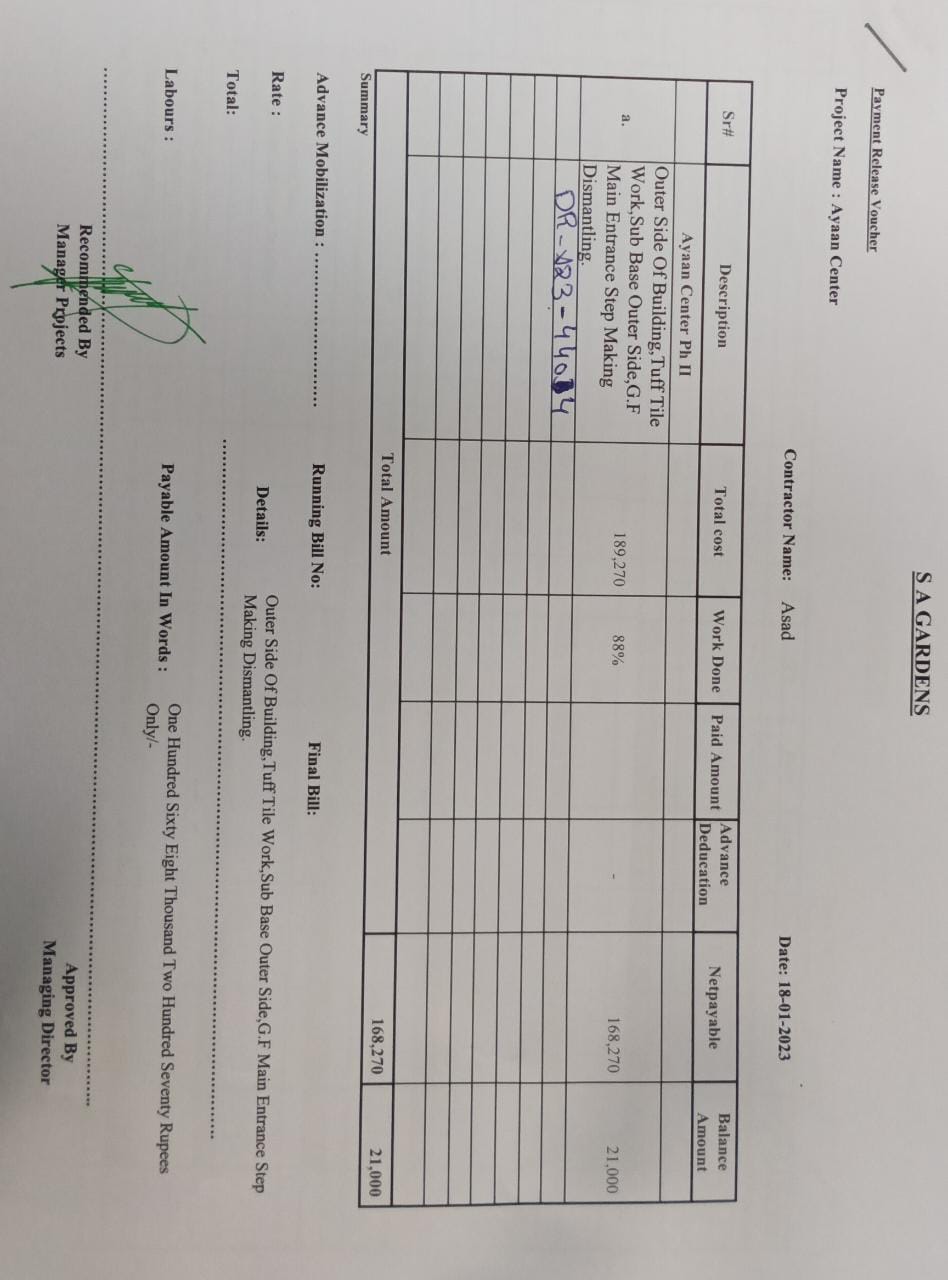 S A GARDENS
Payment Release Voucher
Project Name : Ayaan Center
Contractor Name: Asad
Date: 18-01-2023
Sr# Description Total cost Work Done Paid Amount Advance Deducation Netpayable Balance Amount
Ayaan Center Ph II
a. Outer Side Of Building,Tuff Tile
Work,Sub Base Outer Side,G.F
Main Entrance Step Making
Dismantling.
189,270 88% - 168,270 21,000
Total Amount 168,270 21,000
Summary
Advance Mobilization : Running Bill No: Final Bill:
Rate : Details: Outer Side Of Building,Tuff Tile Work,Sub Base Outer Side,G.F Main Entrance Step
Making Dismantling.
Total:
Labours : Payable Amount In Words : One Hundred Sixty Eight Thousand Two Hundred Seventy Rupees
Only/-
Recommended By
Manager Projects
Approved By
Managing Director